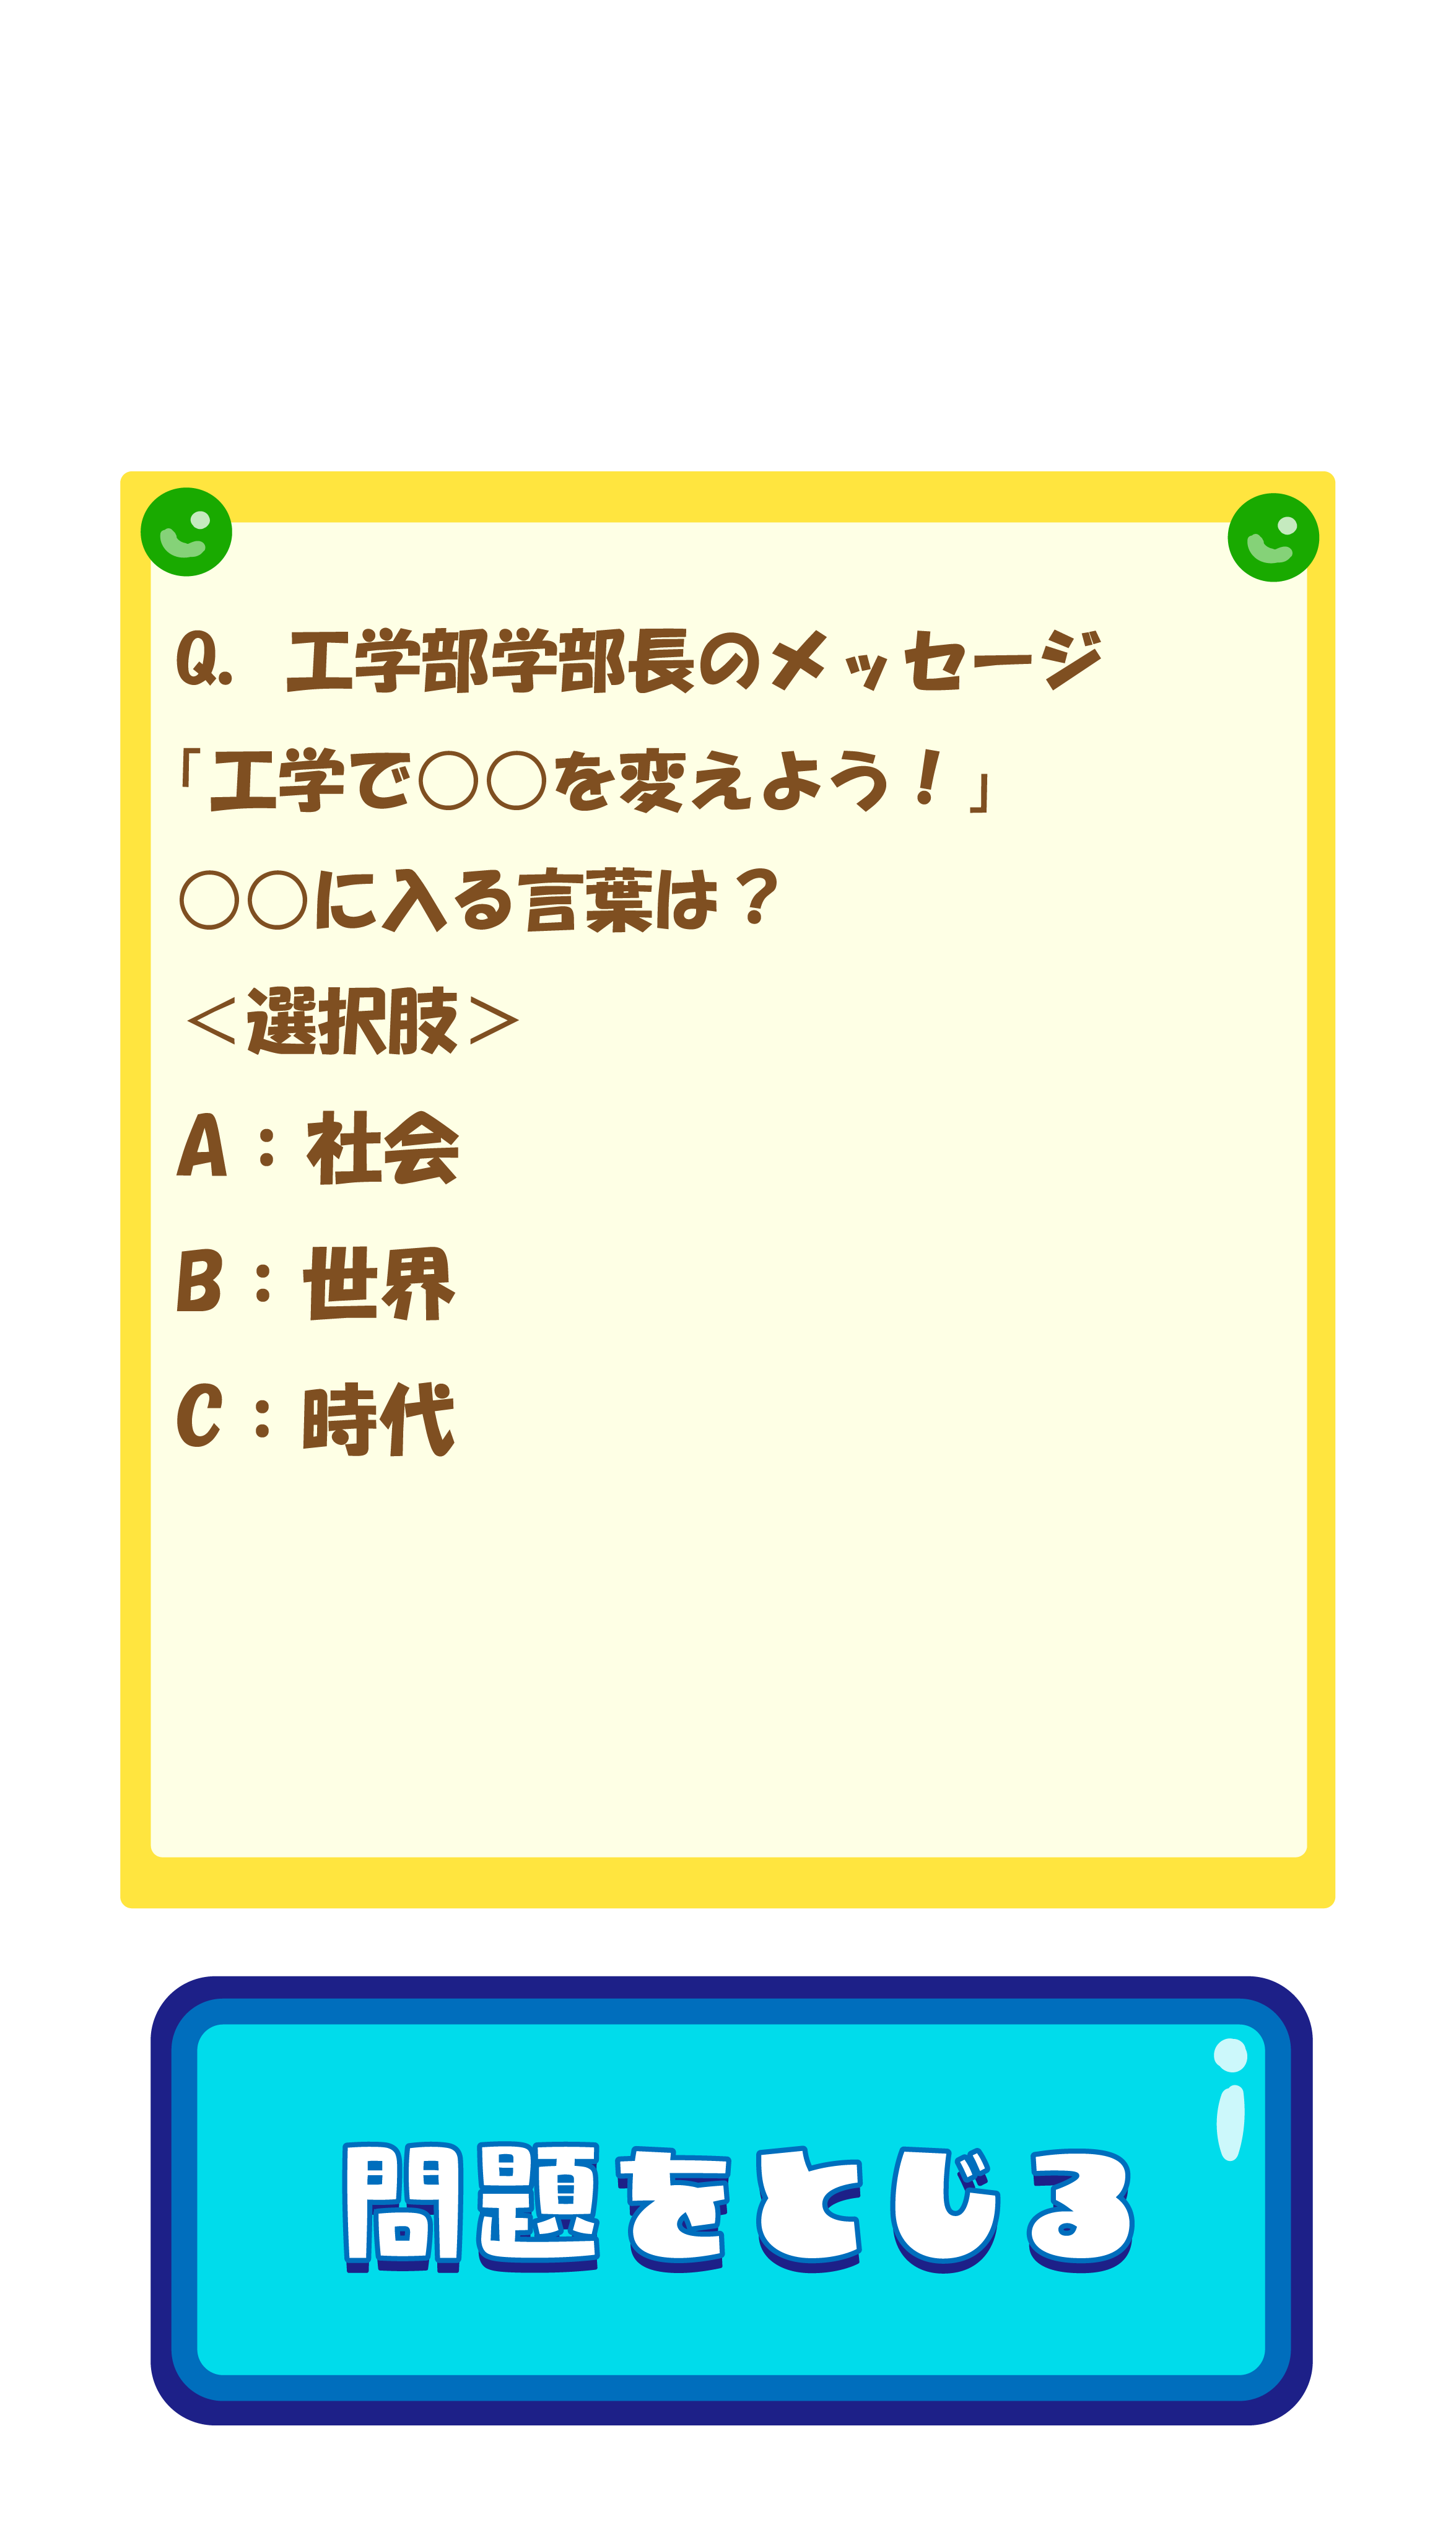 Q. 工学部学部長のメッセージ
「工学で○○を変えよう！」
○○に入る言葉は？
＜選択肢＞
A：社会
B：世界
C：時代
問題をとじる